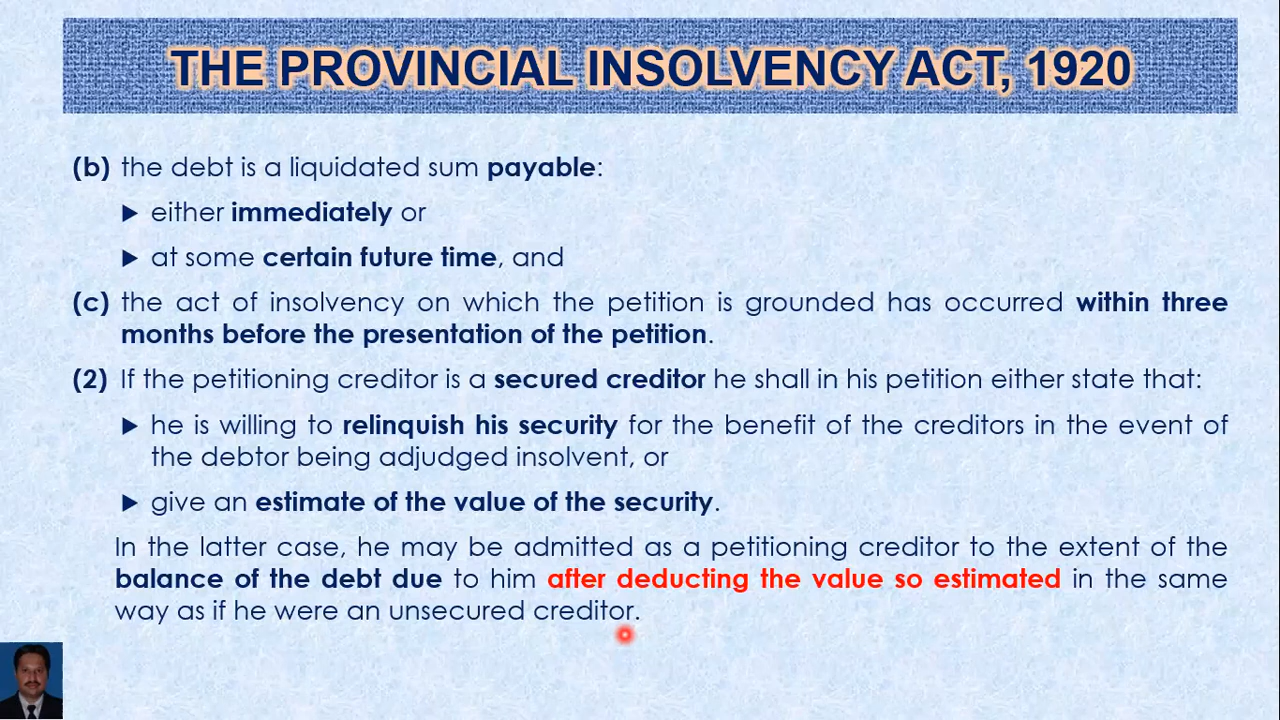 THE PROVINCIAL INSOLVENCY ACT, 1920
(b) the debt is a liquidated sum payable:
▶ either immediately or
▶ at some certain future time, and
(c) the act of insolvency on which the petition is grounded has occurred within three
months before the presentation of the petition.
(2) If the petitioning creditor is a secured creditor he shall in his petition either state that:
▶ he is willing to relinquish his security for the benefit of the creditors in the event of
the debtor being adjudged insolvent, or
▶ give an estimate of the value of the security.
In the latter case, he may be admitted as a petitioning creditor to the extent of the
balance of the debt due to him after deducting the value so estimated in the same
way as if he were an unsecured creditor.